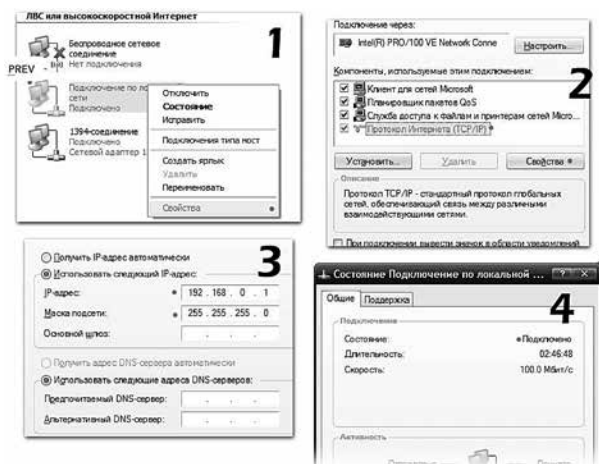 ЛВС или высокоскоростной Интернет
1
Беспроводное сетевое
соединение
Нет подключения
PREV -
Подключение по ло
сети
Подключено
1394-соединение
Подключено
Сетевой адаптер 1
Отключить
Состояние
Исправить
Подключения типа мост
Создать ярлык
Удалить
Переименовать
Свойства
Подключение через:
Intel(R) PRO/100 VE Network Conne
Настроить...
Компоненты, используемые этим подключением:
2
Клиент для сетей Microsoft
Планировщик пакетов QoS
Служба доступа к файлам и принтерам сетей Micro...
Протокол Интернета (TCP/IP)
Установить...
Удалить
Свойства
Описание
Протокол TCP/IP - стандартный протокол глобальных
сетей, обеспечивающий связь между различными
взаимодействующими сетями.
При подключении вывести значок в области уведомлений
3
Получить IP-адрес автоматически
Использовать следующий IP-адрес:
IP-адрес: 192 . 168 . 0 . 1
Маска подсети: 255 . 255 . 255 . 0
Основной шлюз:
Получить адрес DNS-сервера автоматически
Использовать следующие адреса DNS-серверов:
Предпочитаемый DNS-сервер:
Альтернативный DNS-сервер:
Состояние Подключение по локальной ...
4
Общие Поддержка
Подключение
Состояние: Подключено
Длительность: 02:46:48
Скорость: 100.0 Мбит/с
Активность